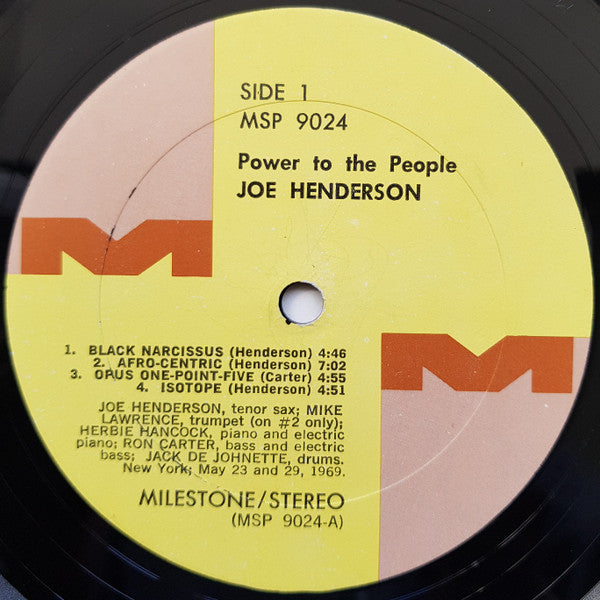 SIDE 1
MSP 9024
Power to the People
JOE HENDERSON
1. BLACK NARCISSUS (Henderson) 4:46
2. AFRO-CENTRIC (Henderson) 7:02
3. OPUS ONE-POINT-FIVE (Carter) 4:55
4. ISOTOPE (Henderson) 4:51
JOE HENDERSON, tenor sax; MIKE
LAWRENCE, trumpet (on #2 only);
HERBIE HANCOCK, piano and electric
piano; RON CARTER, bass and electric
bass; JACK DE JOHNETTE, drums.
New York; May 23 and 29, 1969.
MILESTONE/STEREO
(MSP 9024-A)